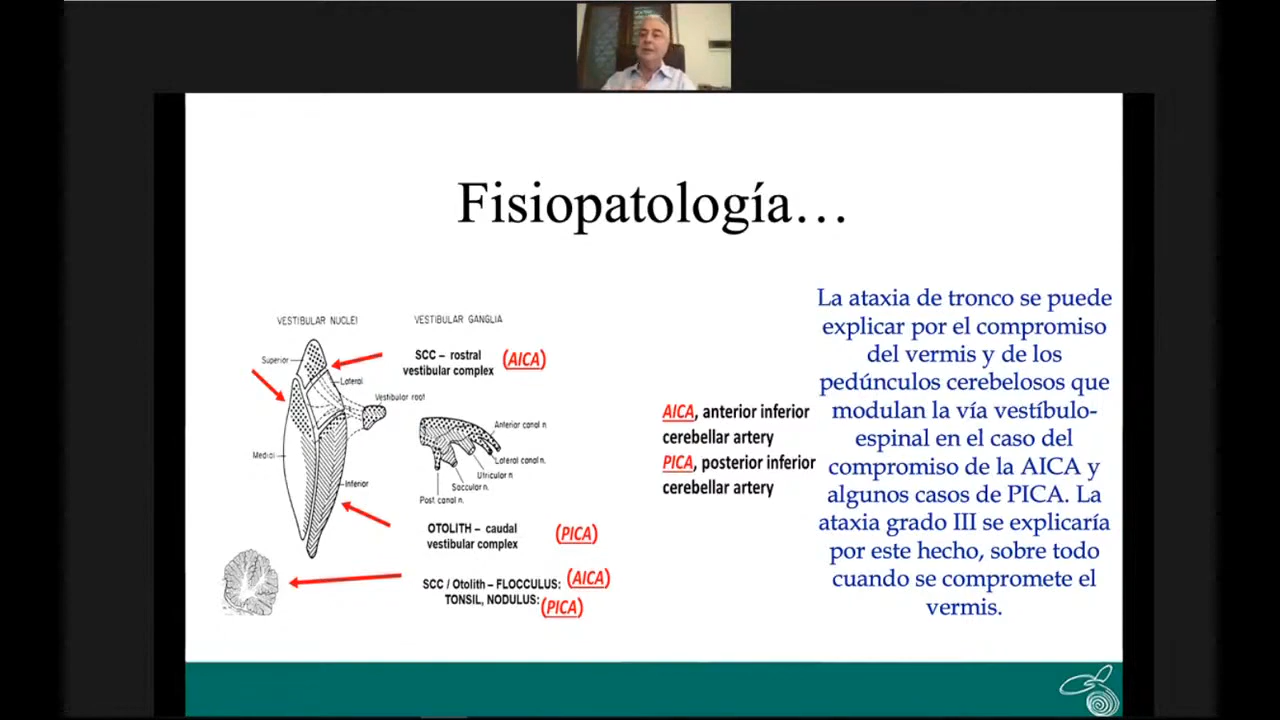 Fisiopatología…
VESTIBULAR NUCLEI
VESTIBULAR GANGLIA
Superior
Lateral
Vestibular root
Medial
Inferior
SCC – rostral
vestibular complex
(AICA)
Anterior canal n
Lateral canal n.
Utricular n
Saccular n.
Post. canal n.
OTOLITH – caudal
vestibular complex
(PICA)
SCC / Otolith – FLOCCULUS: (AICA)
TONSIL, NODULUS: (PICA)
AICA, anterior inferior
cerebellar artery
PICA, posterior inferior
cerebellar artery
La ataxia de tronco se puede
explicar por el compromiso
del vermis y de los
pedúnculos cerebelosos que
modulan la vía vestíbulo-
espinal en el caso del
compromiso de la AICA y
algunos casos de PICA. La
ataxia grado III se explicaría
por este hecho, sobre todo
cuando se compromete el
vermis.